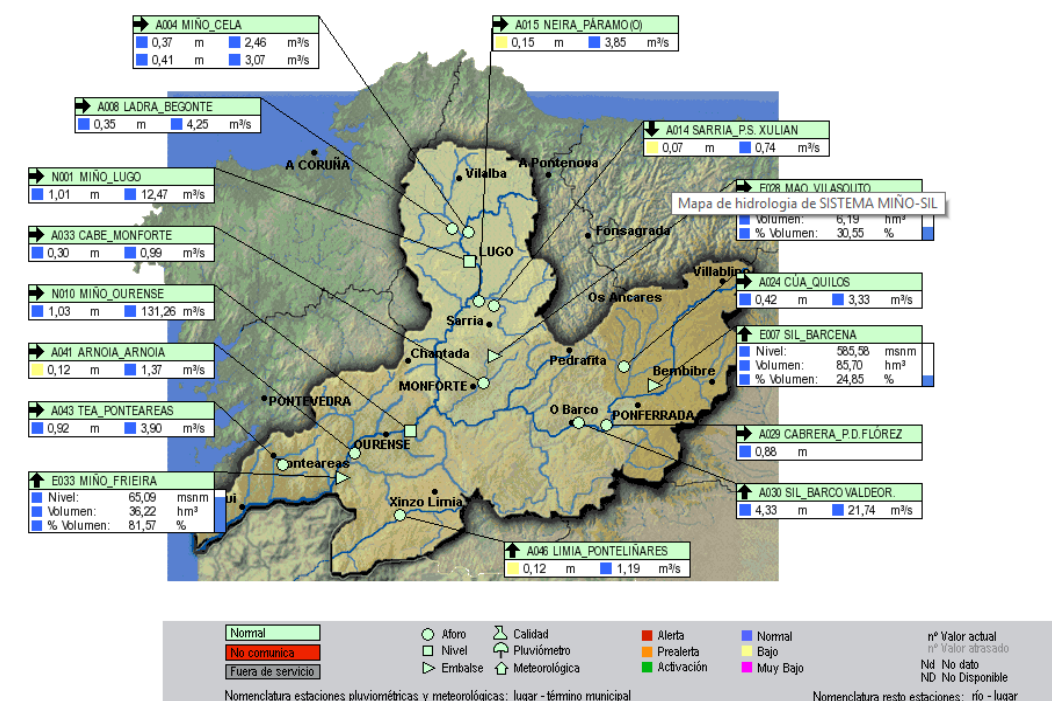 A004 MIÑO_CELA
0,37 m 2,46 m³/s
0,41 m 3,07 m³/s
A015 NEIRA_PÁRAMO(O)
0,15 m 3,85 m³/s
A008 LADRA_BEGONTE
0,35 m 4,25 m³/s
A014 SARRIA_P.S. XULIAN
0,07 m 0,74 m³/s
N001 MIÑO_LUGO
1,01 m 12,47 m³/s
E028 MAO_VILASOUTO
Mapa de hidrologia de SISTEMA MIÑO-SIL
Volumen: 6,19 hm³
% Volumen: 30,55 %
A033 CABE_MONFORTE
0,30 m 0,99 m³/s
A024 CÚA_QUILOS
0,42 m 3,33 m³/s
N010 MIÑO_OURENSE
1,03 m 131,26 m³/s
E007 SIL_BARCENA
Nivel: 585,58 msnm
Volumen: 85,70 hm³
% Volumen: 24,85 %
A041 ARNOIA_ARNOIA
0,12 m 1,37 m³/s
A043 TEA_PONTEAREAS
0,92 m 3,90 m³/s
A029 CABRERA_P.D.FLÓREZ
0,88 m
E033 MIÑO_FRIEIRA
Nivel: 65,09 msnm
Volumen: 36,22 hm³
% Volumen: 81,57 %
A030 SIL_BARCO VALDEOR.
4,33 m 21,74 m³/s
A046 LIMIA_PONTELIÑARES
0,12 m 1,19 m³/s
A CORUÑA
Vilalba
A Pontenova
Fonsagrada
LUGO
Villablino
Os Ancares
Sarria
Chantada
Pedrafita
Bembibre
MONFORTE
PONTEVEDRA
O Barco
PONFERRADA
OURENSE
onteareas
ui
Xinzo Limia
Normal
No comunica
Fuera de servicio
Aforo
Nivel
Embalse
Calidad
Pluviómetro
Meteorológica
Alerta
Prealerta
Activación
Normal
Bajo
Muy Bajo
nº Valor actual
nº Valor atrasado
Nd No dato
ND No Disponible
Nomenclatura estaciones pluviométricas y meteorológicas: lugar - término municipal
Nomenclatura resto estaciones: río - lugar